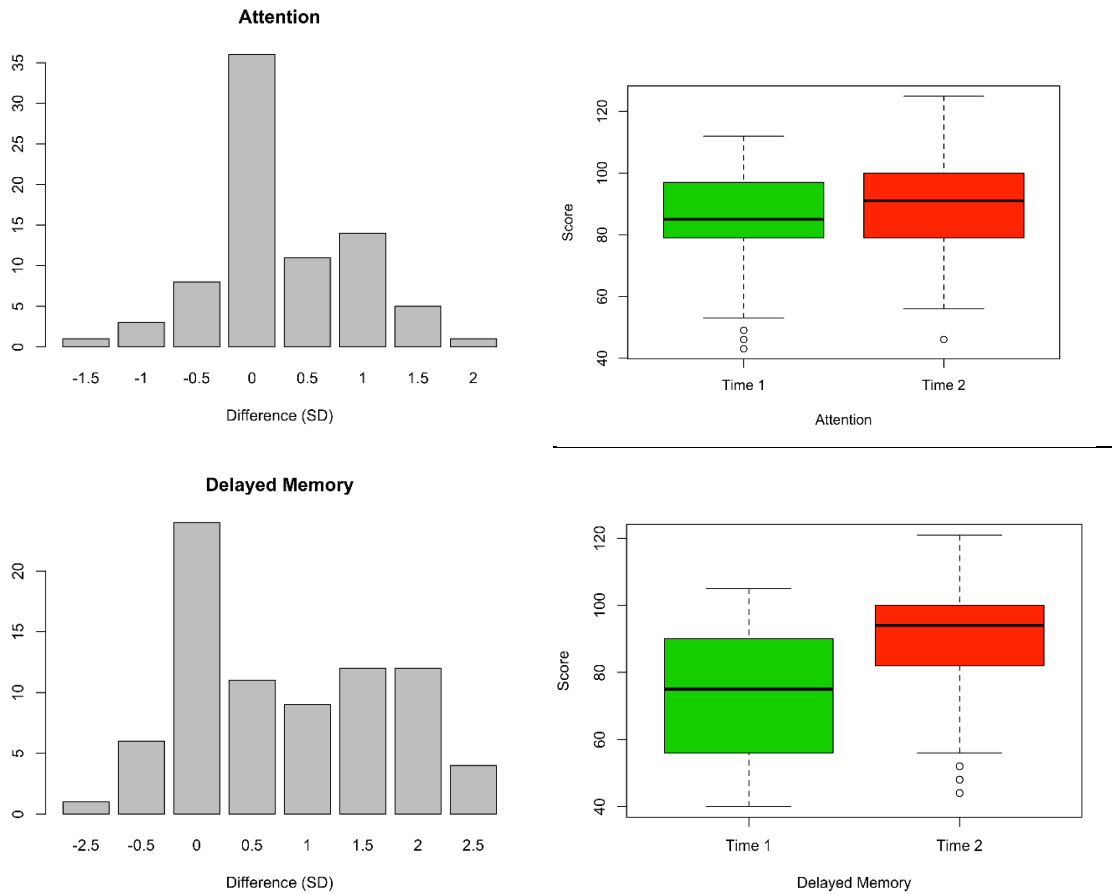 Attention
35
30
25
20
15
10
5
0
-1.5 -1 -0.5 0 0.5 1 1.5 2
Difference (SD)
Score
120
100
80
60
40
Time 1 Time 2
Attention
Delayed Memory
20
15
10
5
0
-2.5 -0.5 0 0.5 1 1.5 2 2.5
Difference (SD)
Score
120
100
80
60
40
Time 1 Time 2
Delayed Memory